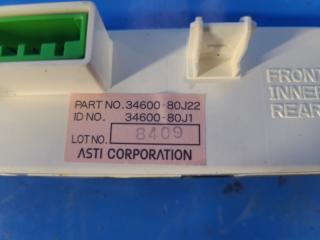 FRONT
INNER
REAR
PART NO. 34600-80J22
ID NO. 34600-80J1
LOT NO. 8409
ASTI CORPORATION